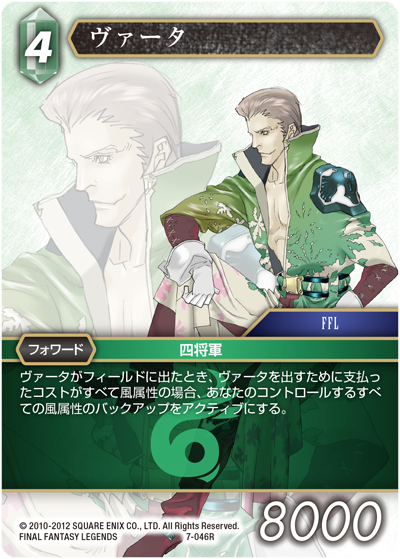 4
ヴァータ
FFL
フォワード
四将軍
ヴァータがフィールドに出たとき、ヴァータを出すために支払っ
たコストがすべて風属性の場合、あなたのコントロールするすべ
ての風属性のバックアップをアクティブにする。
© 2010-2012 SQUARE ENIX CO., LTD. All Rights Reserved.
FINAL FANTASY LEGENDS
7-046R
8000